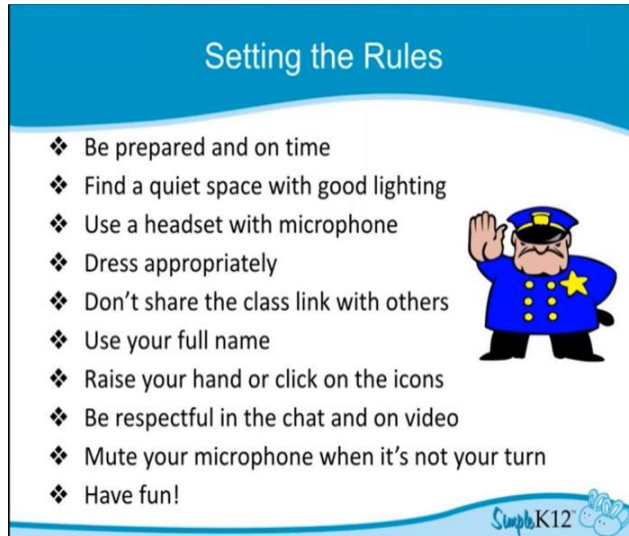 Setting the Rules
❖ Be prepared and on time
❖ Find a quiet space with good lighting
❖ Use a headset with microphone
❖ Dress appropriately
❖ Don’t share the class link with others
❖ Use your full name
❖ Raise your hand or click on the icons
❖ Be respectful in the chat and on video
❖ Mute your microphone when it’s not your turn
❖ Have fun!
SimpleK12™